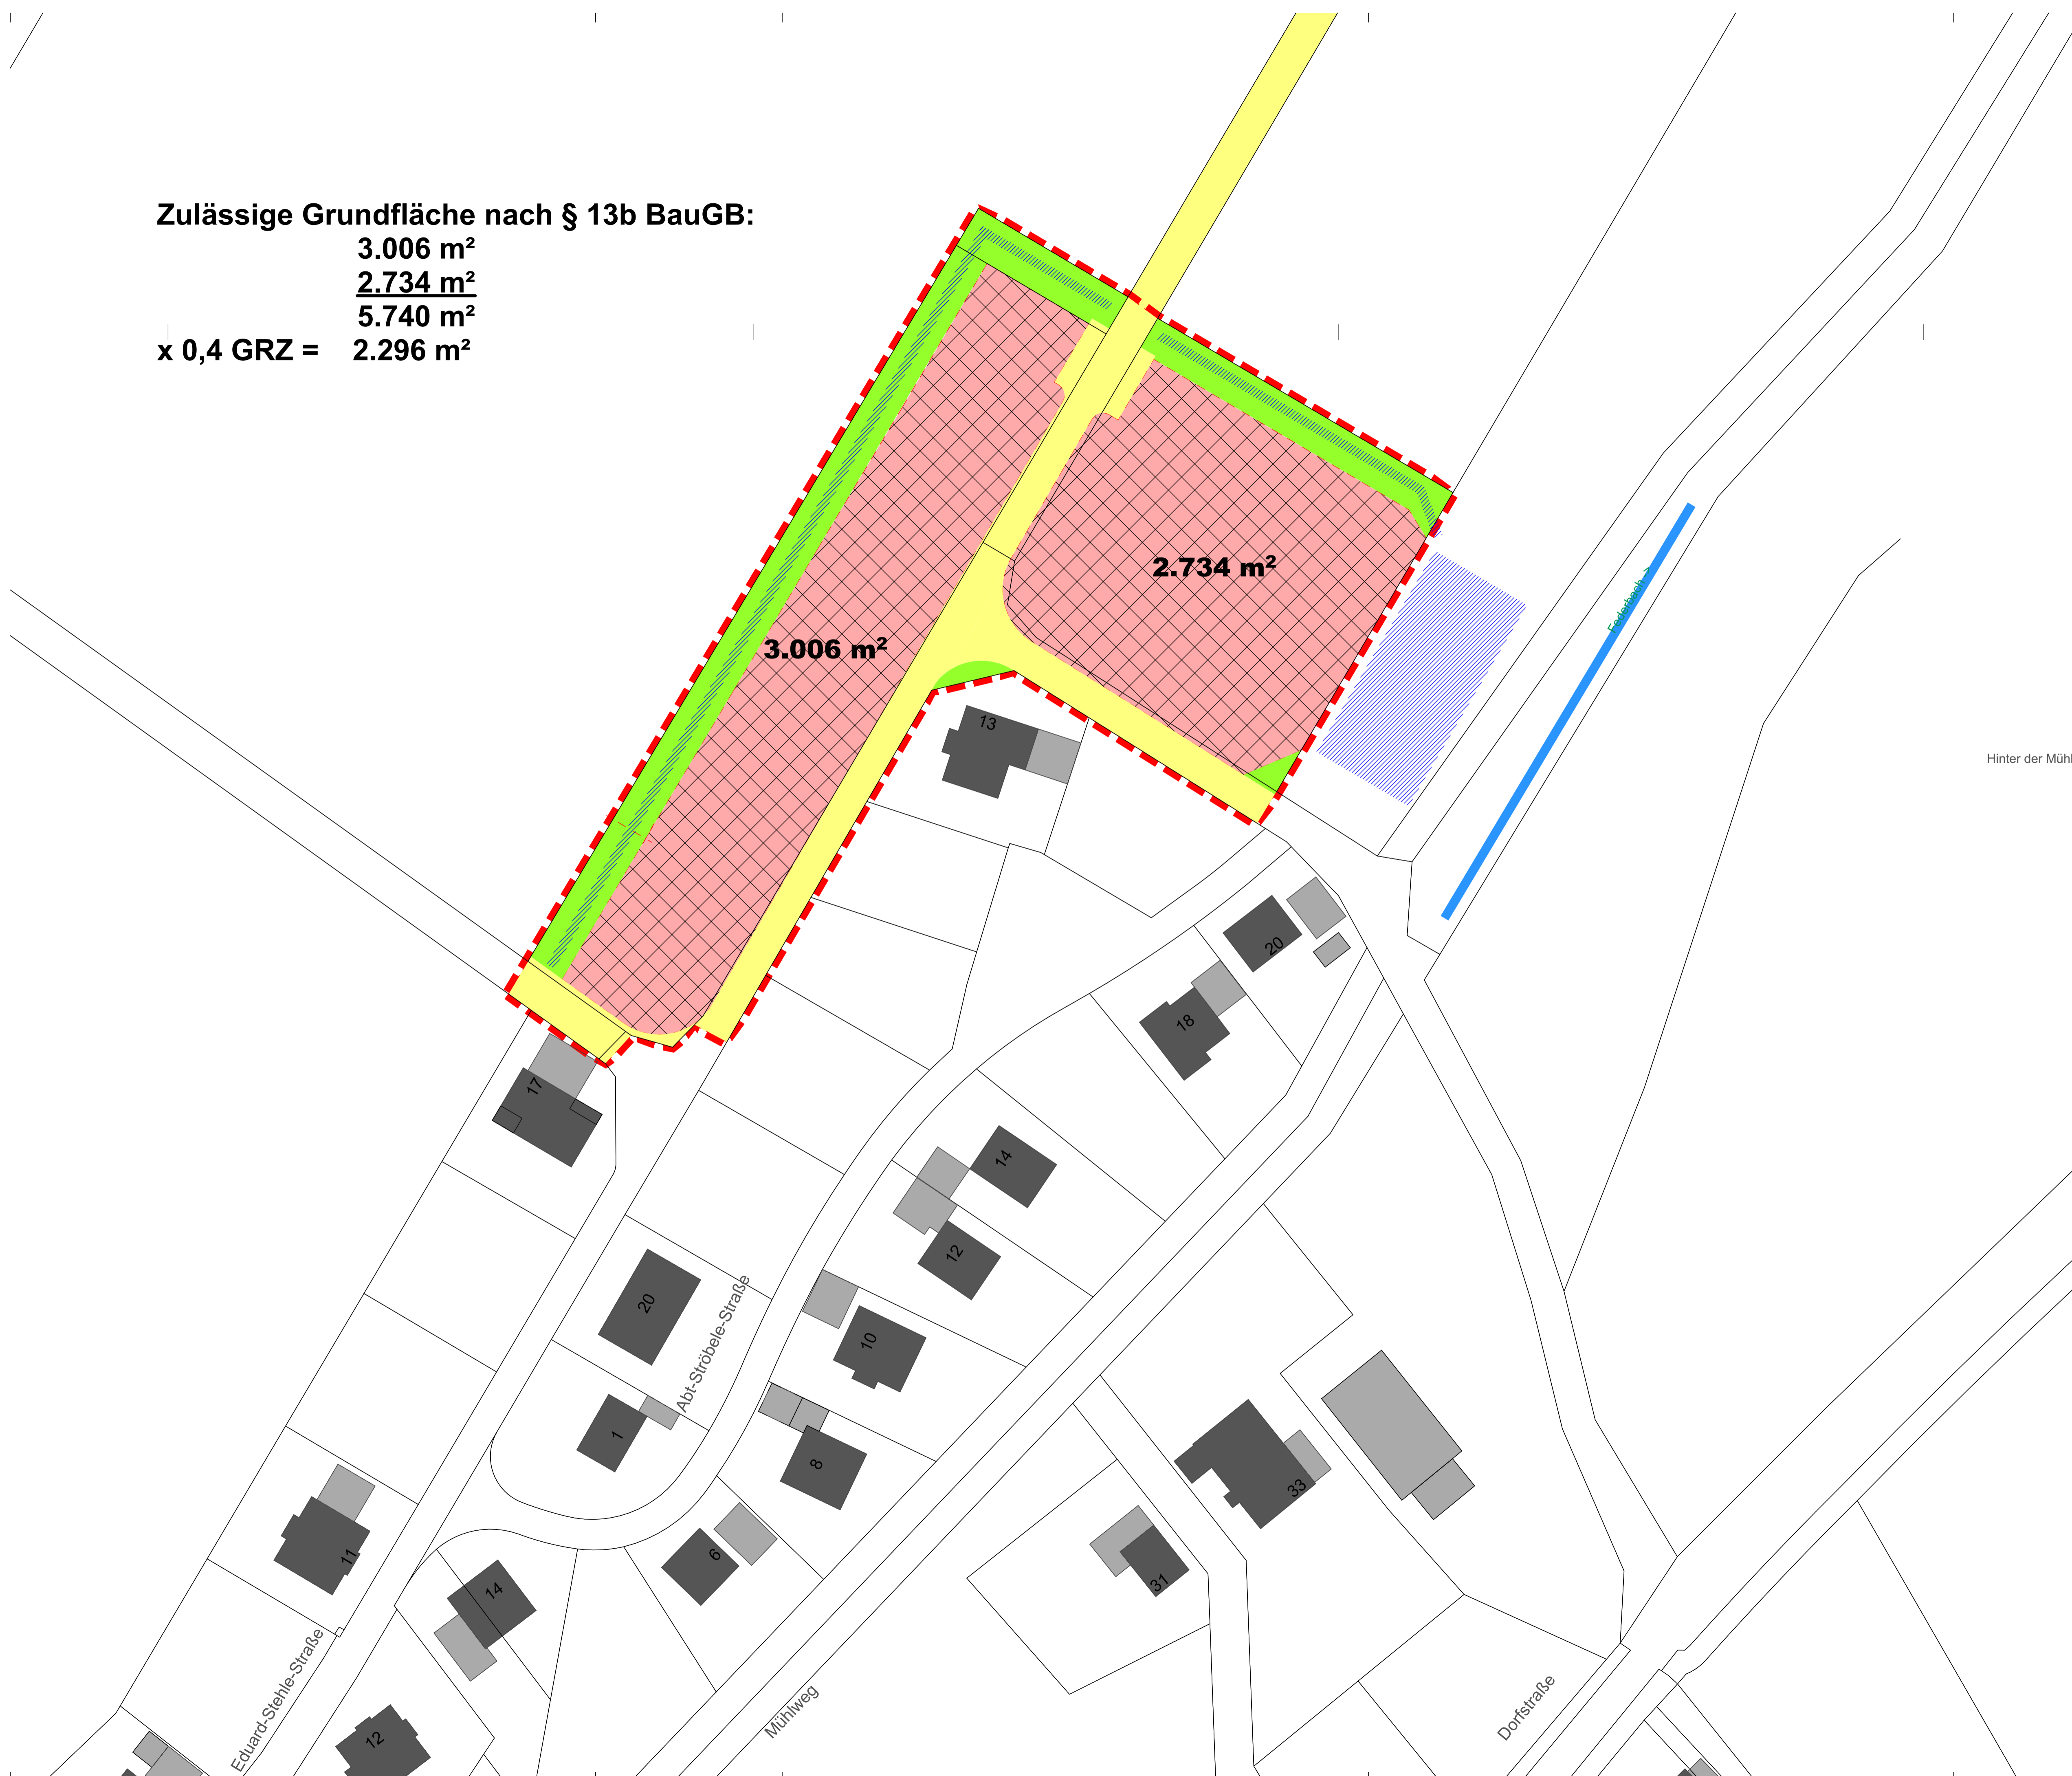 Zulässige Grundfläche nach § 13b BauGB:
3.006 m²
2.734 m²
5.740 m²
x 0,4 GRZ = 2.296 m²
2.734 m²
Federbach ->
3.006 m²
13
Hinter der Mühl
20
18
17
14
12
20
Abt-Ströbele-Straße
10
1
8
33
11
6
31
14
Eduard-Stehle-Straße
Mühlweg
Dorfstraße
12